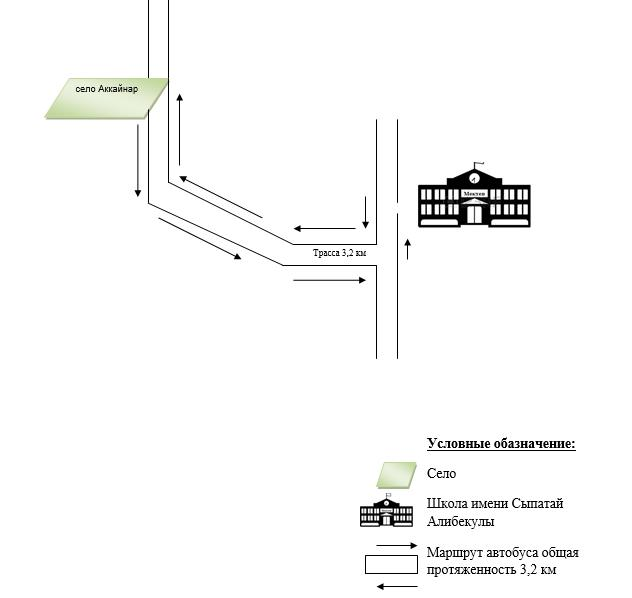 село Аккайнар
Мектеп
Трасса 3,2 км
Условные обазначение:
Село
Школа имени Сыпатай
Алибекулы
Маршрут автобуса общая
протяженность 3,2 км